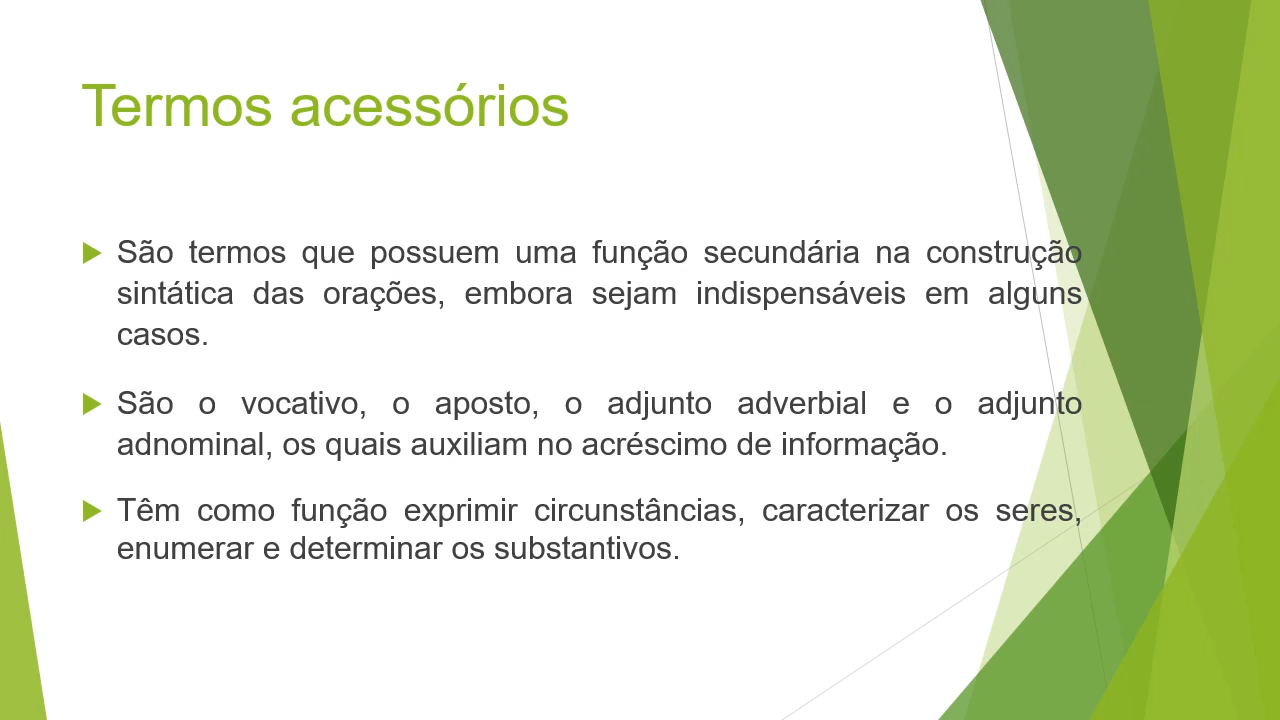 Termos acessórios
São termos que possuem uma função secundária na construção
sintática das orações, embora sejam indispensáveis em alguns
casos.
São o vocativo, o aposto, o adjunto adverbial e o adjunto
adnominal, os quais auxiliam no acréscimo de informação.
Têm como função exprimir circunstâncias, caracterizar os seres,
enumerar e determinar os substantivos.